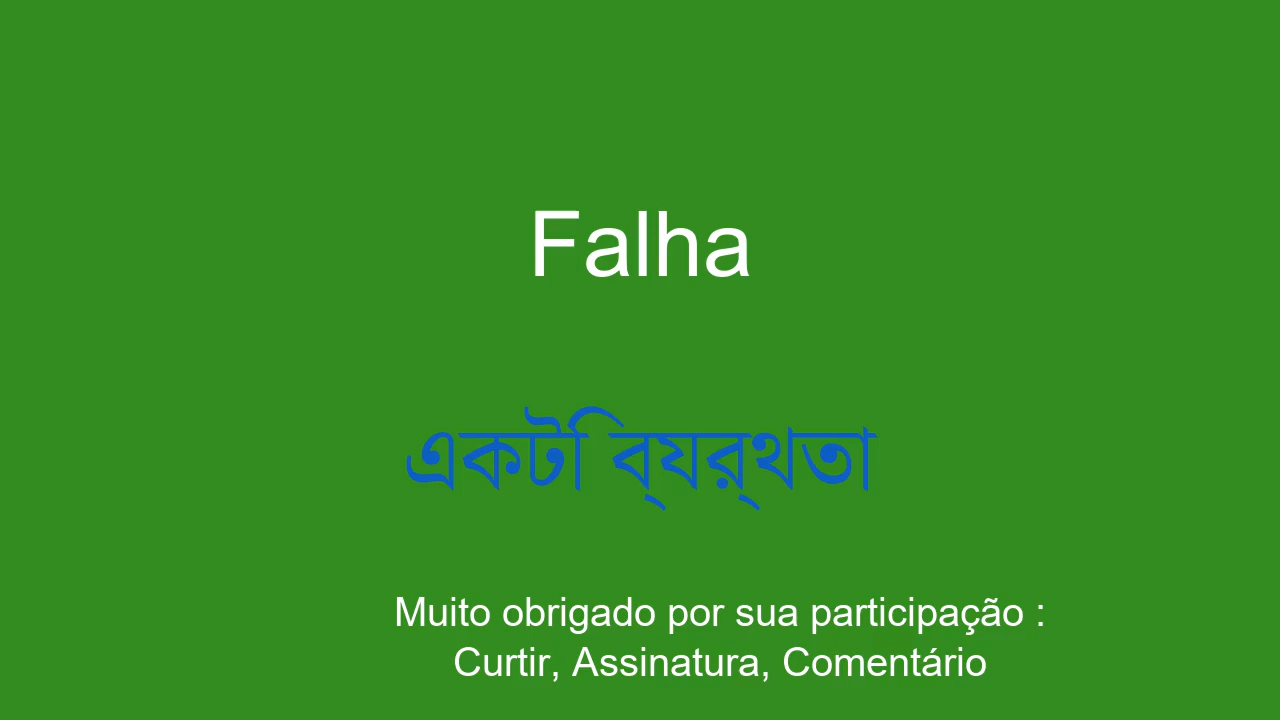 Falha
একটি ব্যর্থতা
Muito obrigado por sua participação :
Curtir, Assinatura, Comentário